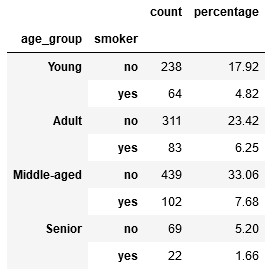 count percentage
age_group smoker
Young no 238 17.92
yes 64 4.82
Adult no 311 23.42
yes 83 6.25
Middle-aged no 439 33.06
yes 102 7.68
Senior no 69 5.20
yes 22 1.66